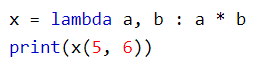 x = lambda a, b : a * b
print(x(5, 6))